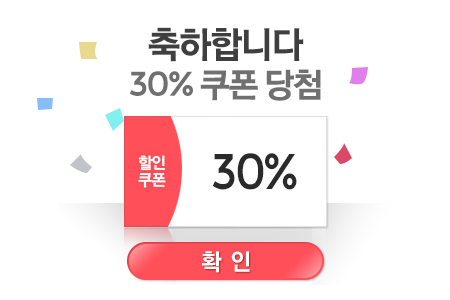 축하합니다
30% 쿠폰 당첨
할인
쿠폰
30%
확 인